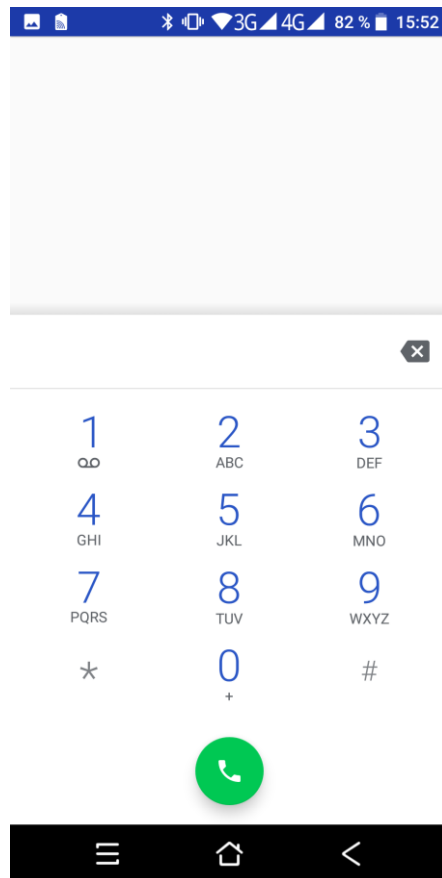 3G 4G 82 % 15:52
1 2 3
ABC DEF
4 5 6
GHI JKL MNO
7 8 9
PQRS TUV WXYZ
* 0 #
+